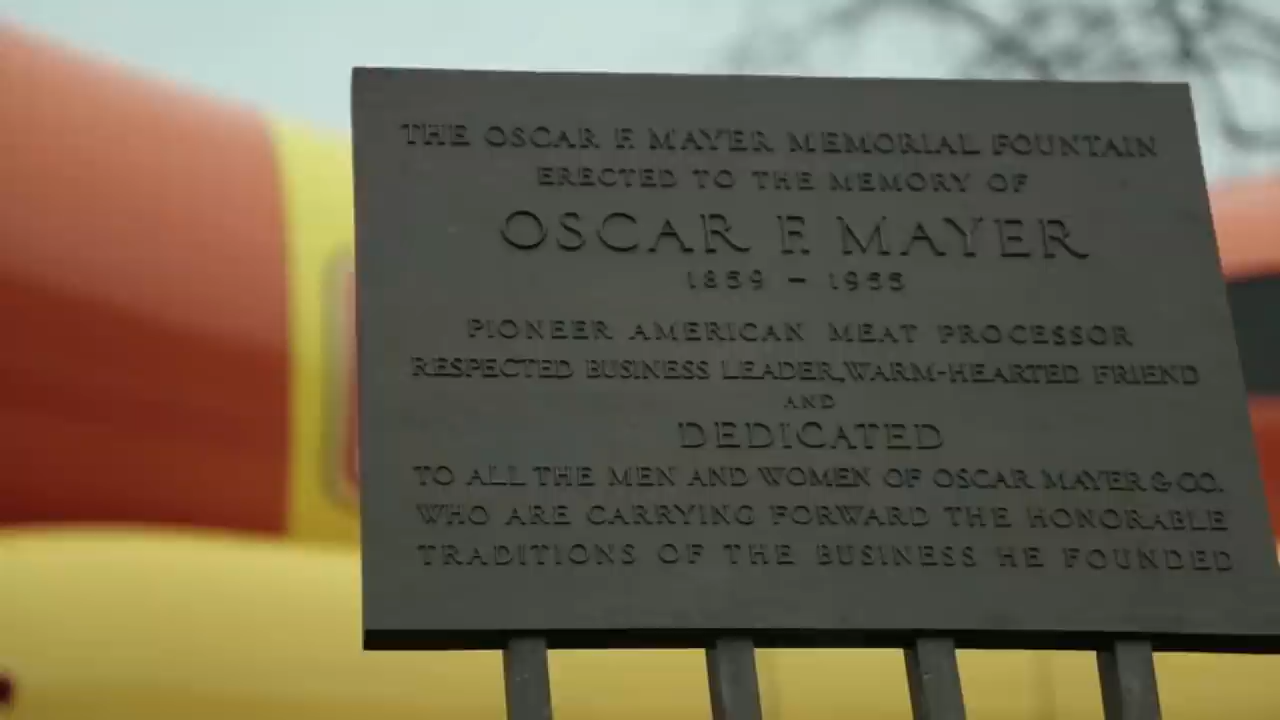 THE OSCAR F. MAYER MEMORIAL FOUNTAIN
ERECTED TO THE MEMORY OF
OSCAR F. MAYER
1859 - 1955
PIONEER AMERICAN MEAT PROCESSOR
RESPECTED BUSINESS LEADER, WARM-HEARTED FRIEND
AND
DEDICATED
TO ALL THE MEN AND WOMEN OF OSCAR MAYER & CO.
WHO ARE CARRYING FORWARD THE HONORABLE
TRADITIONS OF THE BUSINESS HE FOUNDED